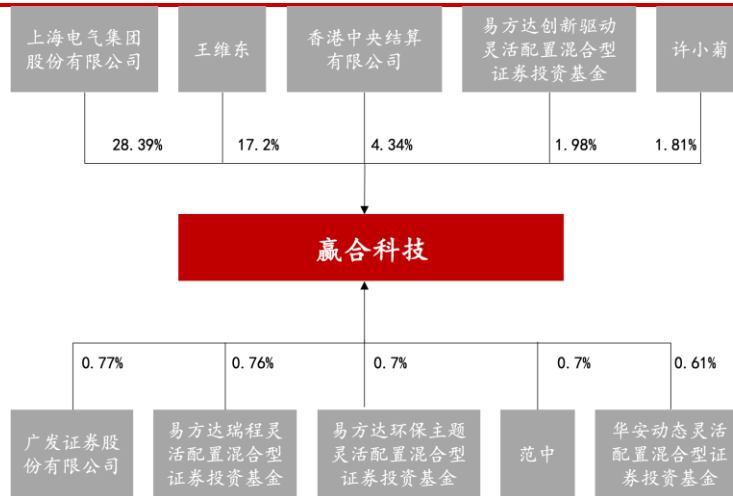 上海电气集团
股份有限公司
王维东
香港中央结算
有限公司
易方达创新驱动
灵活配置混合型
证券投资基金
许小菊
28.39%
17.2%
4.34%
1.98%
1.81%
赢合科技
0.77%
0.76%
0.7%
0.7%
0.61%
广发证券股
份有限公司
易方达瑞程灵
活配置混合型
证券投资基金
易方达环保主题
灵活配置混合型
证券投资基金
范中
华安动态灵活
配置混合型证
券投资基金